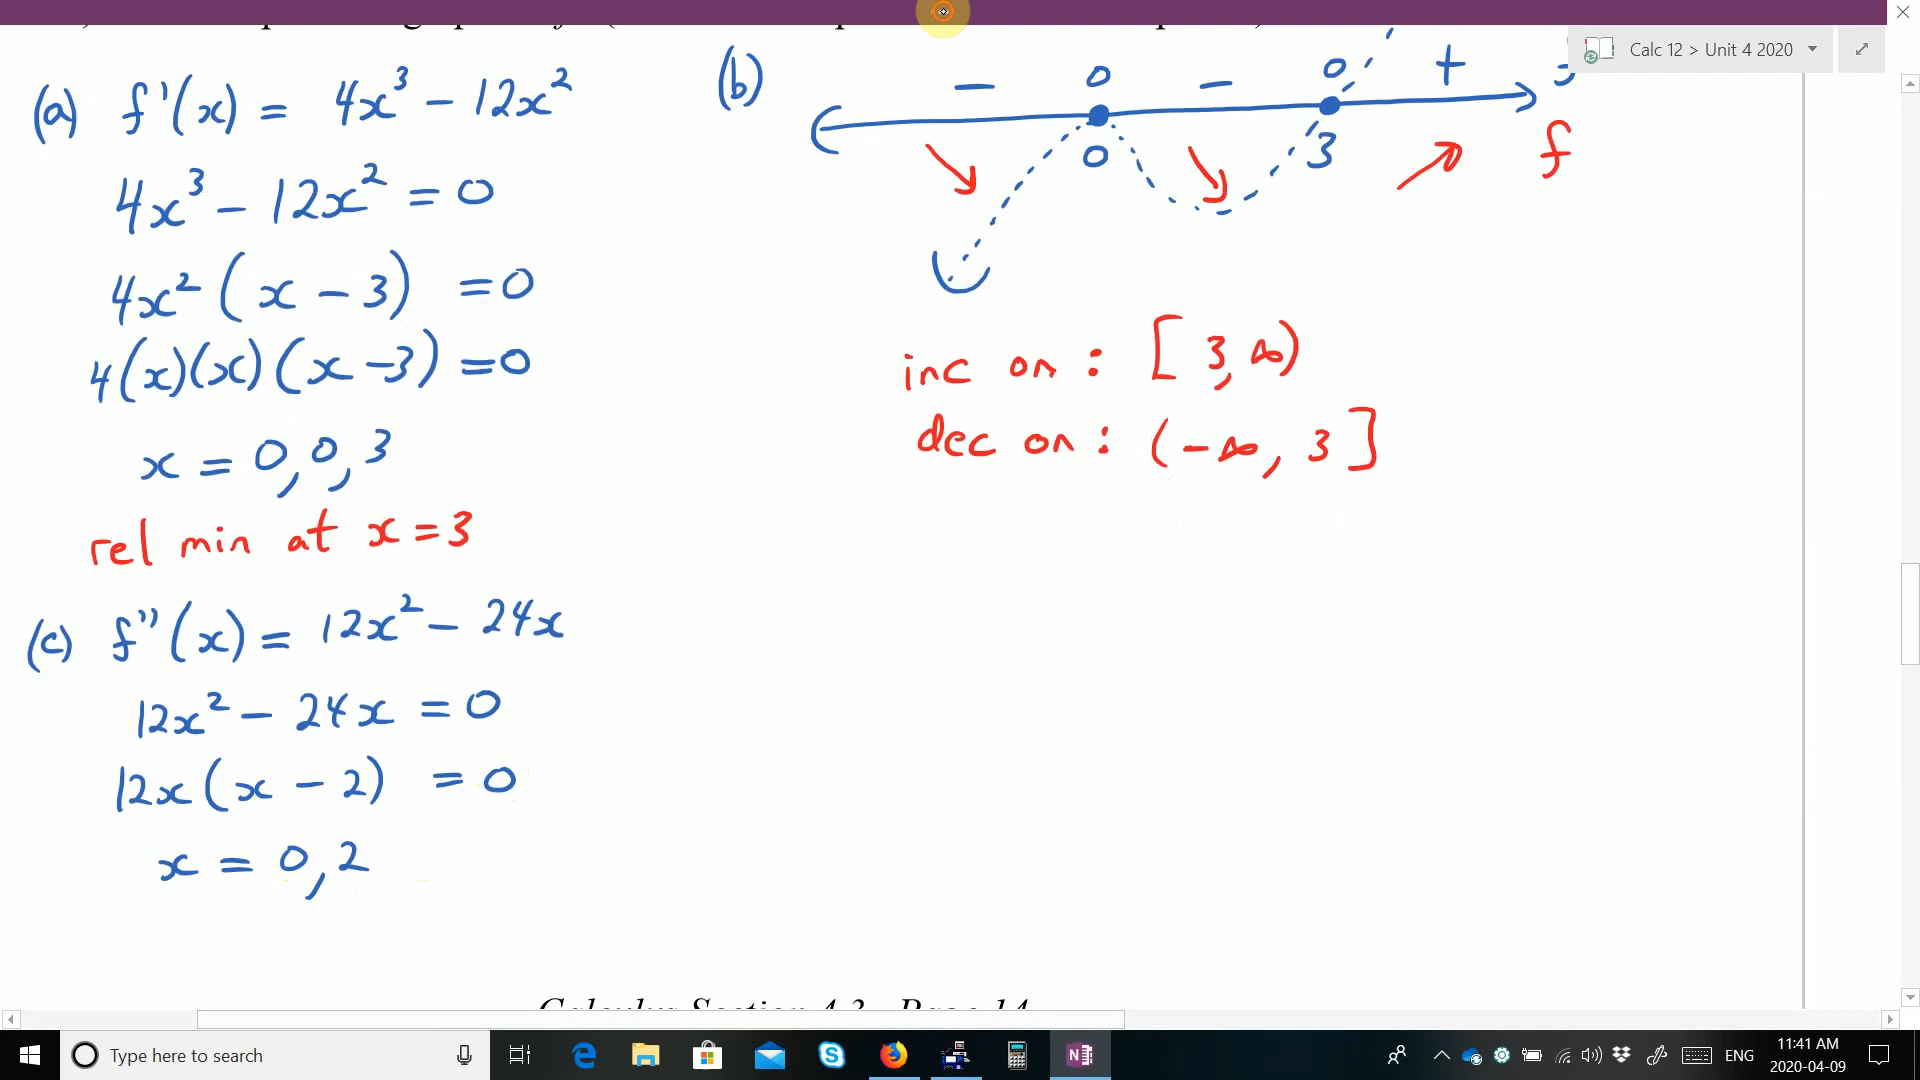 Calc 12 > Unit 4 2020
(a) f'(x) = 4x³ - 12x²
4x³ - 12x² = 0
4x² (x - 3) = 0
4(x)(x)(x-3) = 0
x = 0, 0, 3
rel min at x = 3
(c) f''(x) = 12x² - 24x
12x² - 24x = 0
12x(x - 2) = 0
x = 0, 2
(b)
- 0 - 0 +
0 3 f
inc on : [3, ∞)
dec on : (-∞, 3]
Type here to search
ENG
11:41 AM
2020-04-09